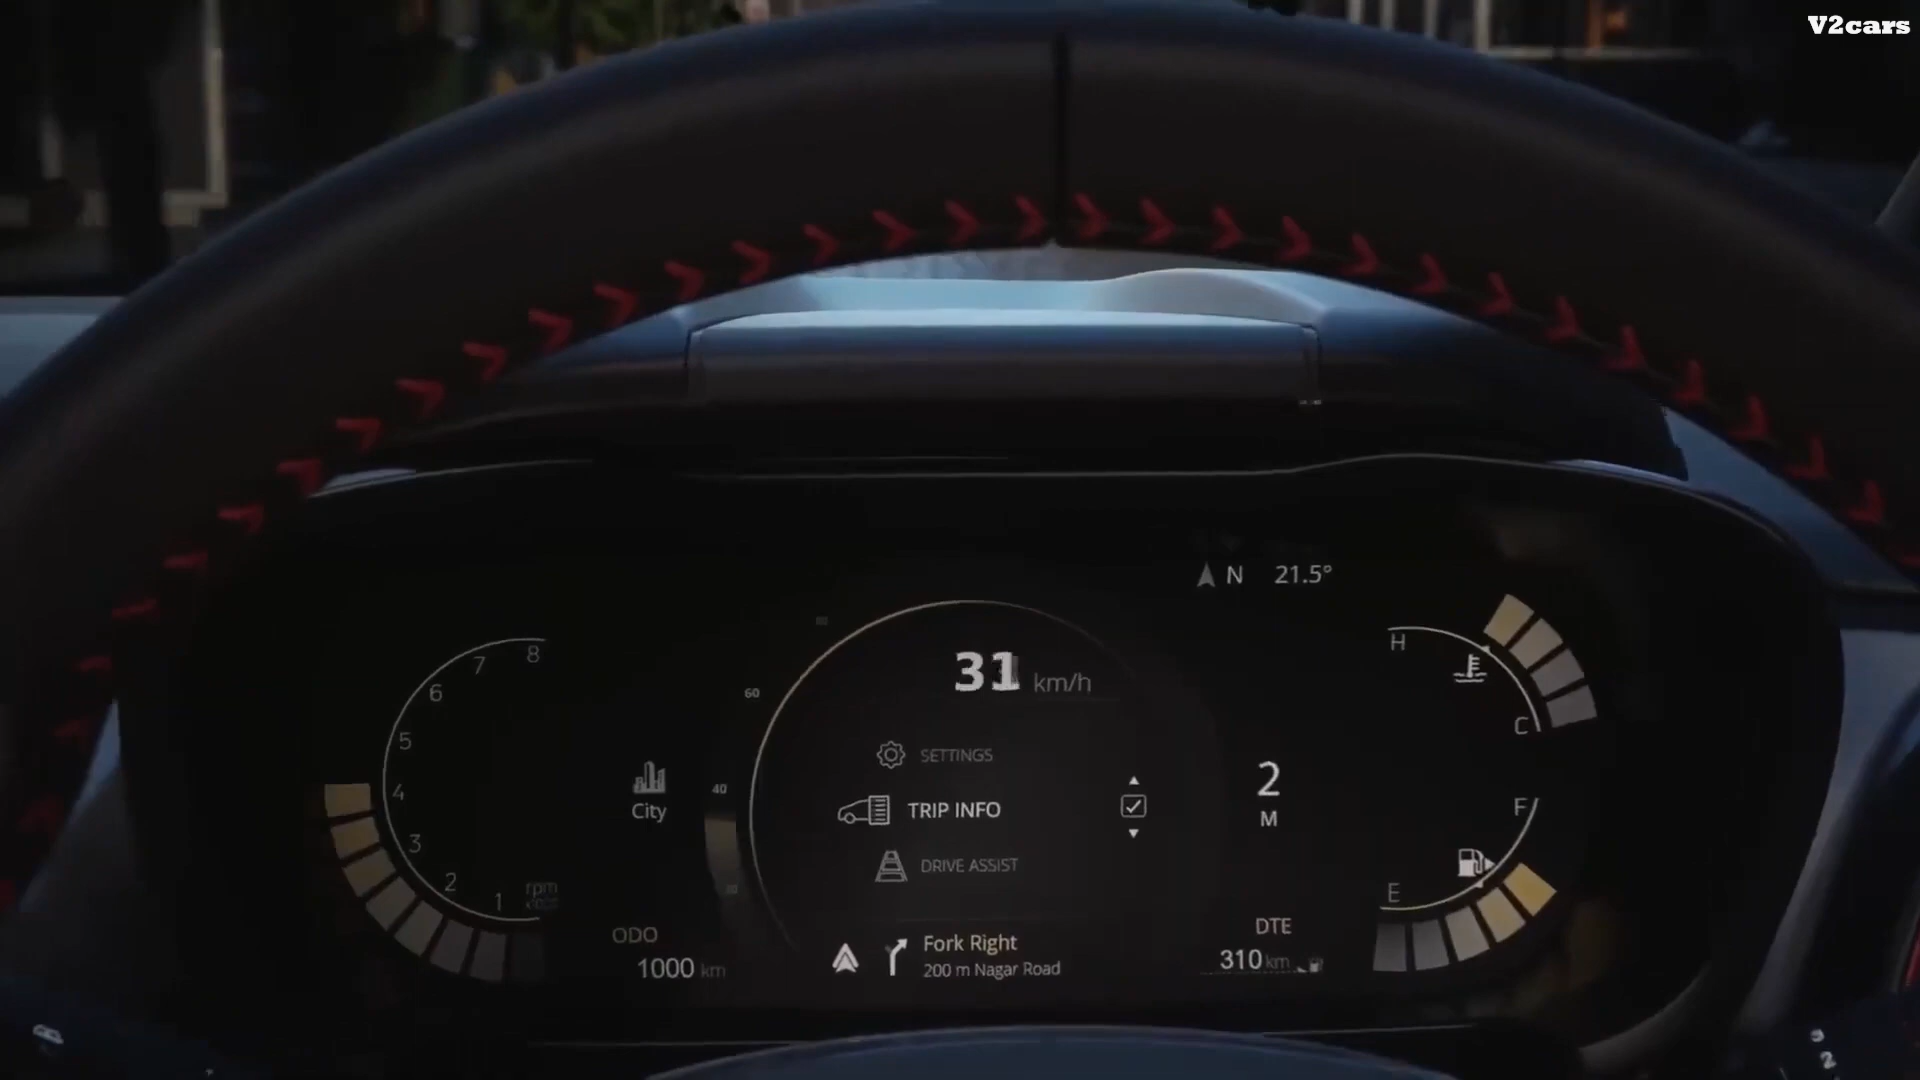 V2cars
N 21.5°
31 km/h
8
7
6
5
4
3
2
1
rpm
60
40
City
SETTINGS
TRIP INFO
DRIVE ASSIST
2
M
H
C
F
E
ODO
1000 km
Fork Right
200 m Nagar Road
DTE
310 km
2